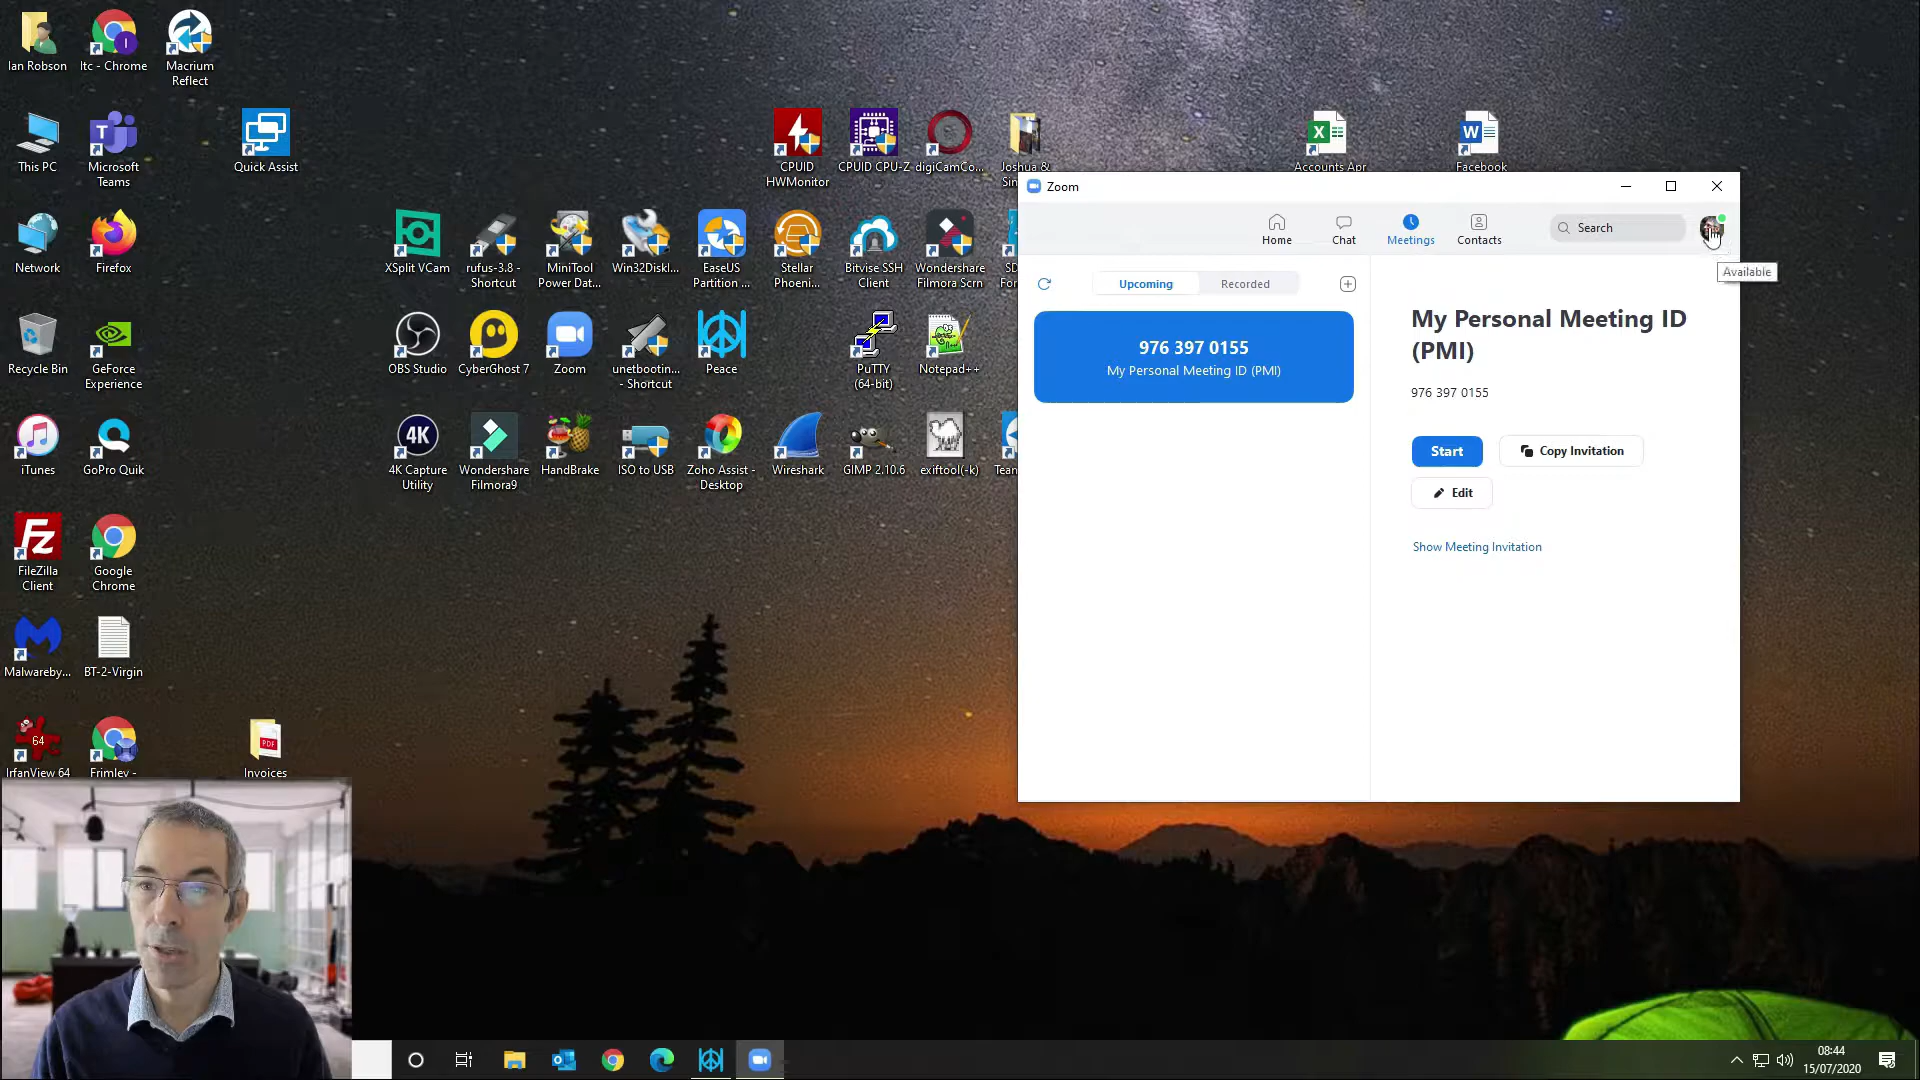 Ian Robson
Itc - Chrome
Macrium
Reflect
This PC
Microsoft
Teams
Quick Assist
CPUID
HWMonitor
CPUID CPU-Z
digiCamCo...
Joshua &
Accounts Apr
Facebook
Network
Firefox
XSplit VCam
rufus-3.8 -
Shortcut
MiniTool
Power Dat...
Win32DiskI...
EaseUS
Partition ...
Stellar
Phoeni...
Bitvise SSH
Client
Wondershare
Filmora Scrn
Recycle Bin
GeForce
Experience
OBS Studio
CyberGhost 7
Zoom
unetbootin...
- Shortcut
Peace
PuTTY
(64-bit)
Notepad++
iTunes
GoPro Quik
4K
4K Capture
Utility
Wondershare
Filmora9
HandBrake
ISO to USB
Zoho Assist -
Desktop
Wireshark
GIMP 2.10.6
exiftool(-k)
FileZilla
Client
Google
Chrome
Malwareby...
BT-2-Virgin
64
IrfanView 64
Frimley -
PDF
Invoices
Zoom
Home
Chat
Meetings
Contacts
Search
Available
Upcoming
Recorded
976 397 0155
My Personal Meeting ID (PMI)
My Personal Meeting ID
(PMI)
976 397 0155
Start
Copy Invitation
Edit
Show Meeting Invitation
08:44
15/07/2020